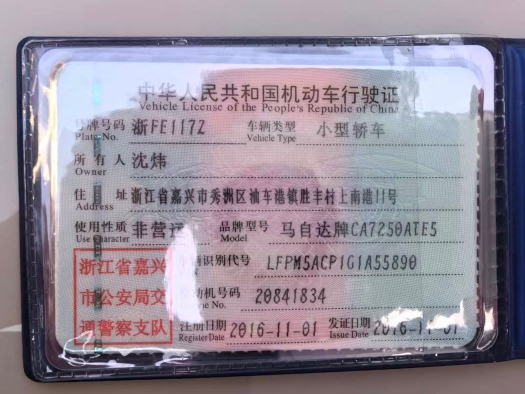 中华人民共和国机动车行驶证
Vehicle License of the People's Republic of China
号牌号码 浙FE117Z 车辆类型 小型轿车
Plate No. Vehicle Type
所有人 沈炜
Owner
住址 浙江省嘉兴市秀洲区油车港镇胜丰村上南港11号
Address
使用性质 非营运 品牌型号 马自达牌CA7250ATE5
Use Character Model
浙江省嘉兴 车辆识别代号 LFPM5ACP1G1A55890
市公安局交 发动机号码 20841834
通警察支队 注册日期 2016-11-01 发证日期 2016-11-01
Register Date Issue Date